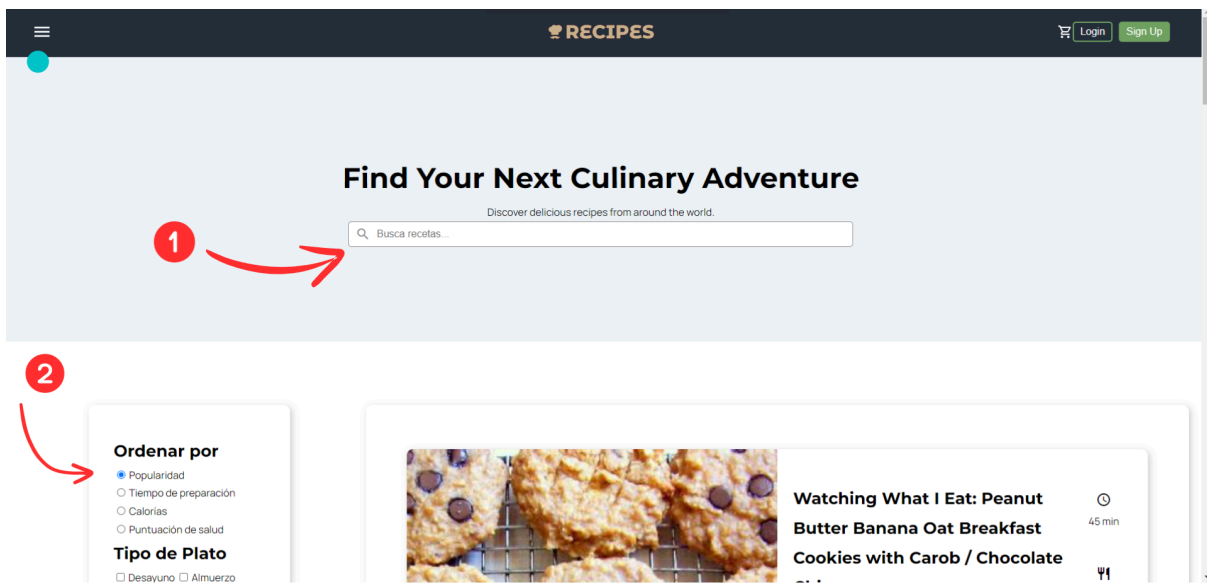 RECIPES
Login
Sign Up
Find Your Next Culinary Adventure
Discover delicious recipes from around the world.
1
Busca recetas...
2
Ordenar por
Popularidad
Tiempo de preparación
Calorías
Puntuación de salud
Tipo de Plato
Desayuno Almuerzo
Watching What I Eat: Peanut
Butter Banana Oat Breakfast
Cookies with Carob / Chocolate
45 min